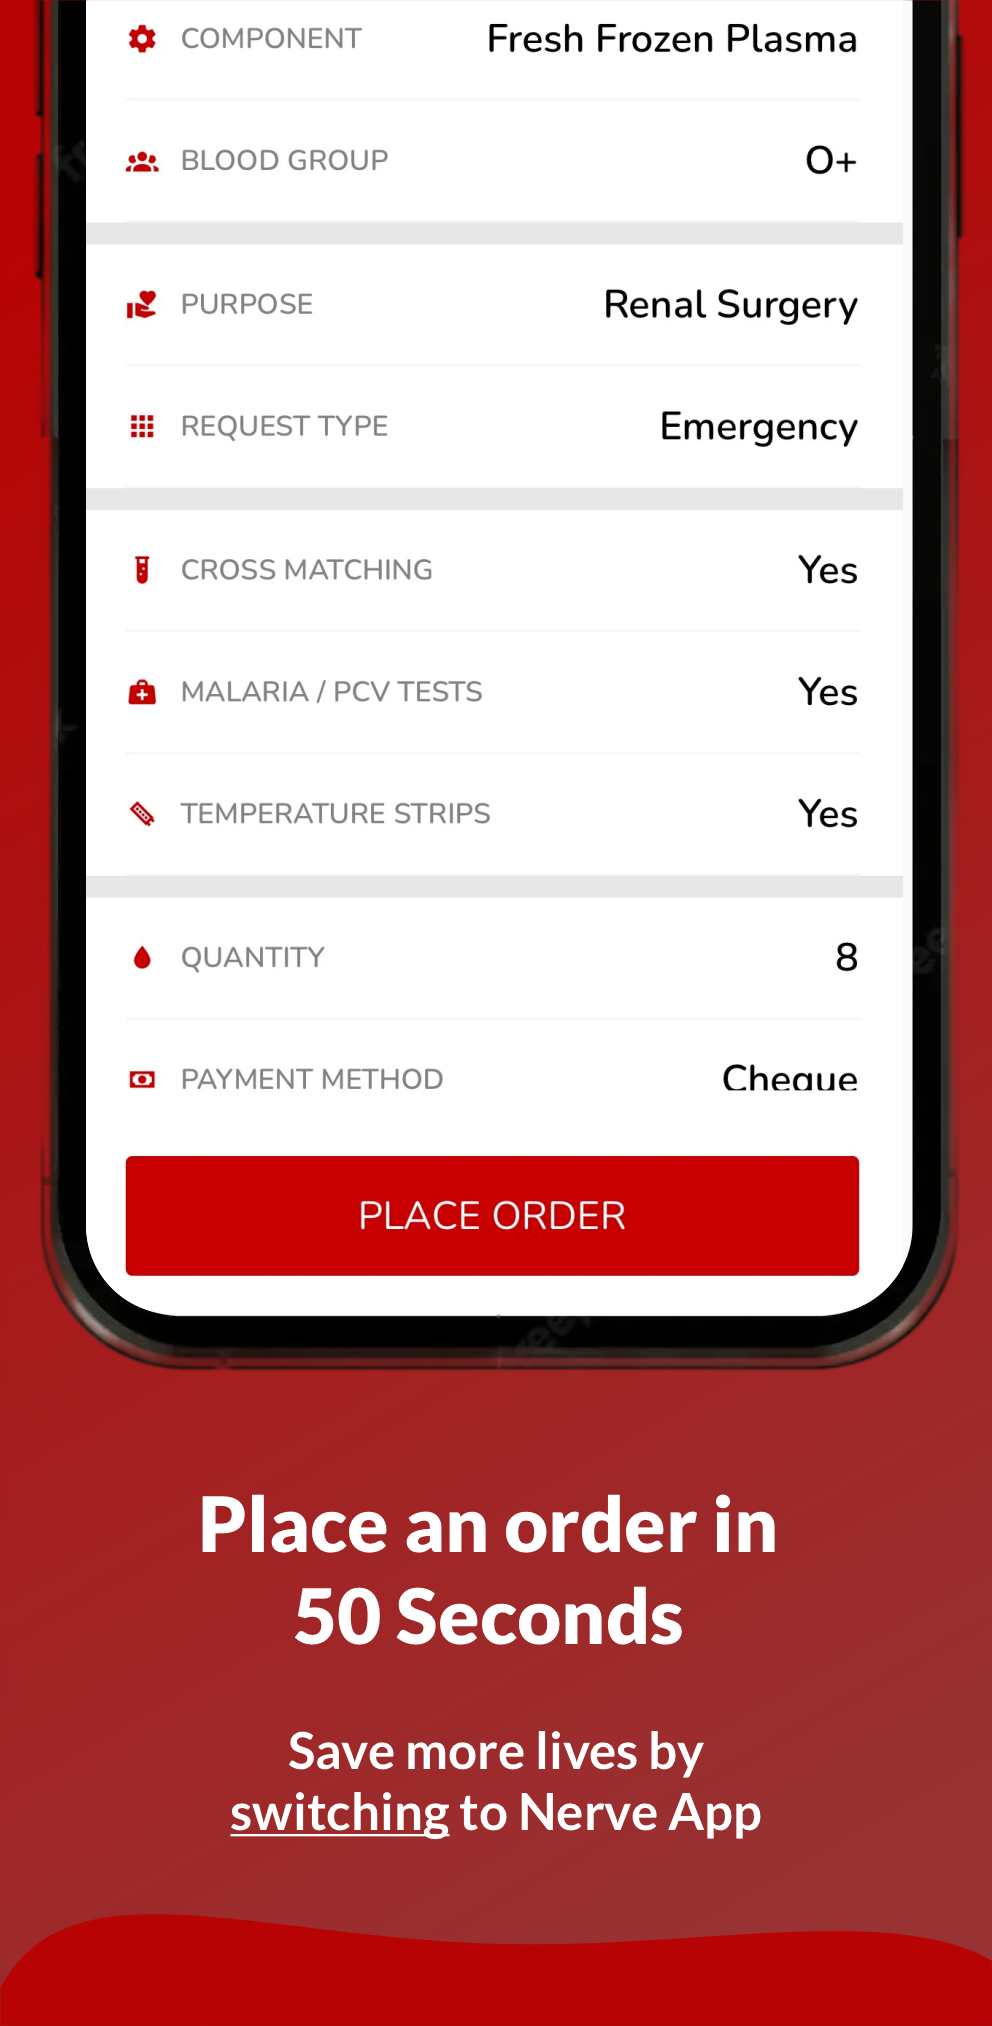 COMPONENT Fresh Frozen Plasma
BLOOD GROUP O+
PURPOSE Renal Surgery
REQUEST TYPE Emergency
CROSS MATCHING Yes
MALARIA / PCV TESTS Yes
TEMPERATURE STRIPS Yes
QUANTITY 8
PAYMENT METHOD Cheque
PLACE ORDER
Place an order in
50 Seconds
Save more lives by
switching to Nerve App